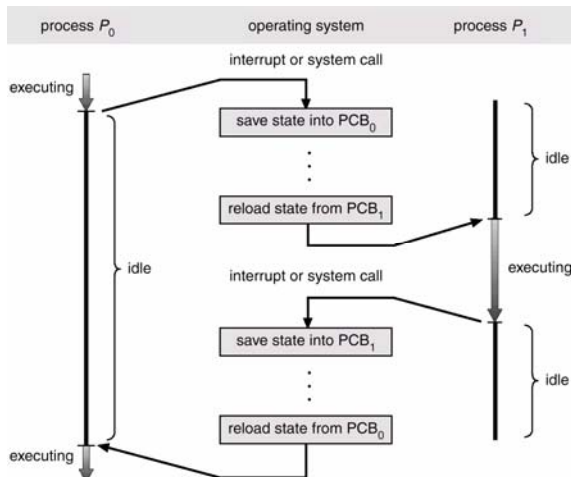 process P0 operating system process P1
interrupt or system call
executing
save state into PCB0
idle
reload state from PCB1
idle
executing
interrupt or system call
save state into PCB1
idle
reload state from PCB0
executing